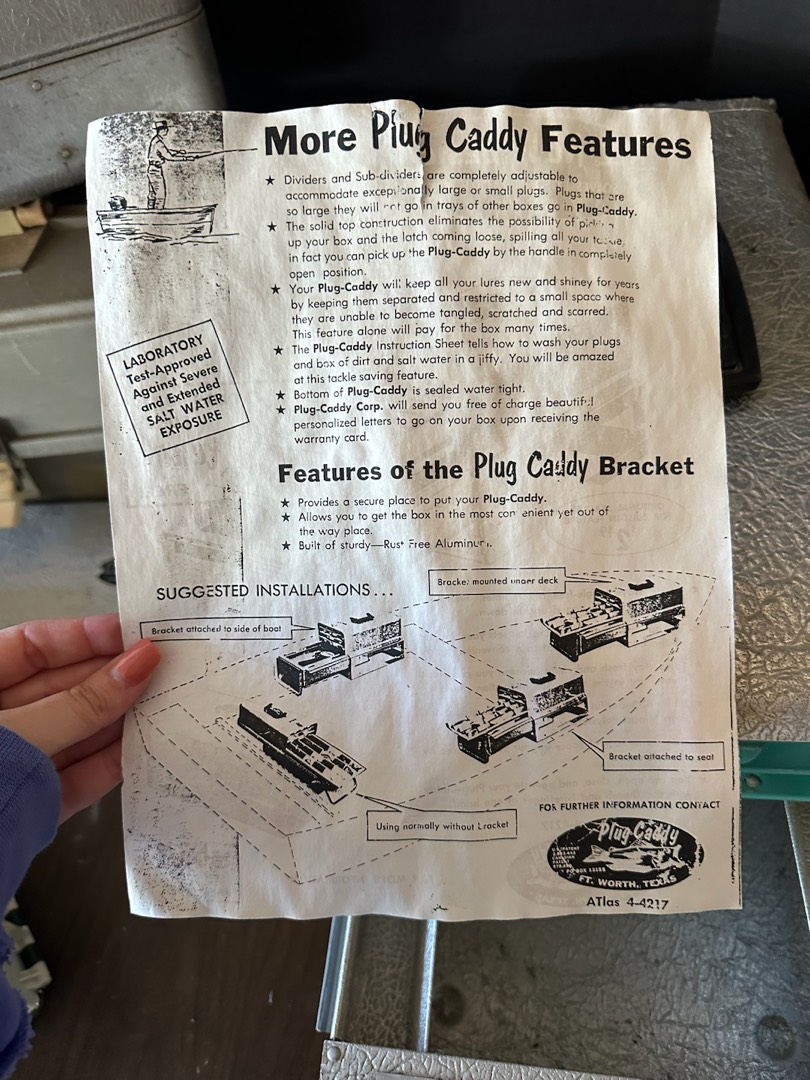 More Plug Caddy Features
★ Dividers and Sub-dividers are completely adjustable to
accommodate exceptionally large or small plugs. Plugs that are
so large they will not go in trays of other boxes go in Plug-Caddy.
★ The solid top construction eliminates the possibility of picking
up your box and the latch coming loose, spilling all your tackle,
in fact you can pick up the Plug-Caddy by the handle in completely
open position.
★ Your Plug-Caddy will keep all your lures new and shiney for years
by keeping them separated and restricted to a small space where
they are unable to become tangled, scratched and scarred.
This feature alone will pay for the box many times.
★ The Plug-Caddy Instruction Sheet tells how to wash your plugs
and box of dirt and salt water in a jiffy. You will be amazed
at this tackle saving feature.
★ Bottom of Plug-Caddy is sealed water tight.
★ Plug-Caddy Corp. will send you free of charge beautiful
personalized letters to go on your box upon receiving the
warranty card.
LABORATORY
Test-Approved
Against Severe
and Extended
SALT WATER
EXPOSURE
Features of the Plug Caddy Bracket
★ Provides a secure place to put your Plug-Caddy.
★ Allows you to get the box in the most convenient yet out of
the way place.
★ Built of sturdy—Rust Free Aluminum.
SUGGESTED INSTALLATIONS...
Bracket mounted under deck
Bracket attached to side of boat
Bracket attached to seat
Using normally without bracket
FOR FURTHER INFORMATION CONTACT
Plug Caddy
U.S. PATENT
CANADIAN
PATENT
PO BOX 12188
FT. WORTH, TEXAS
ATlas 4-4217